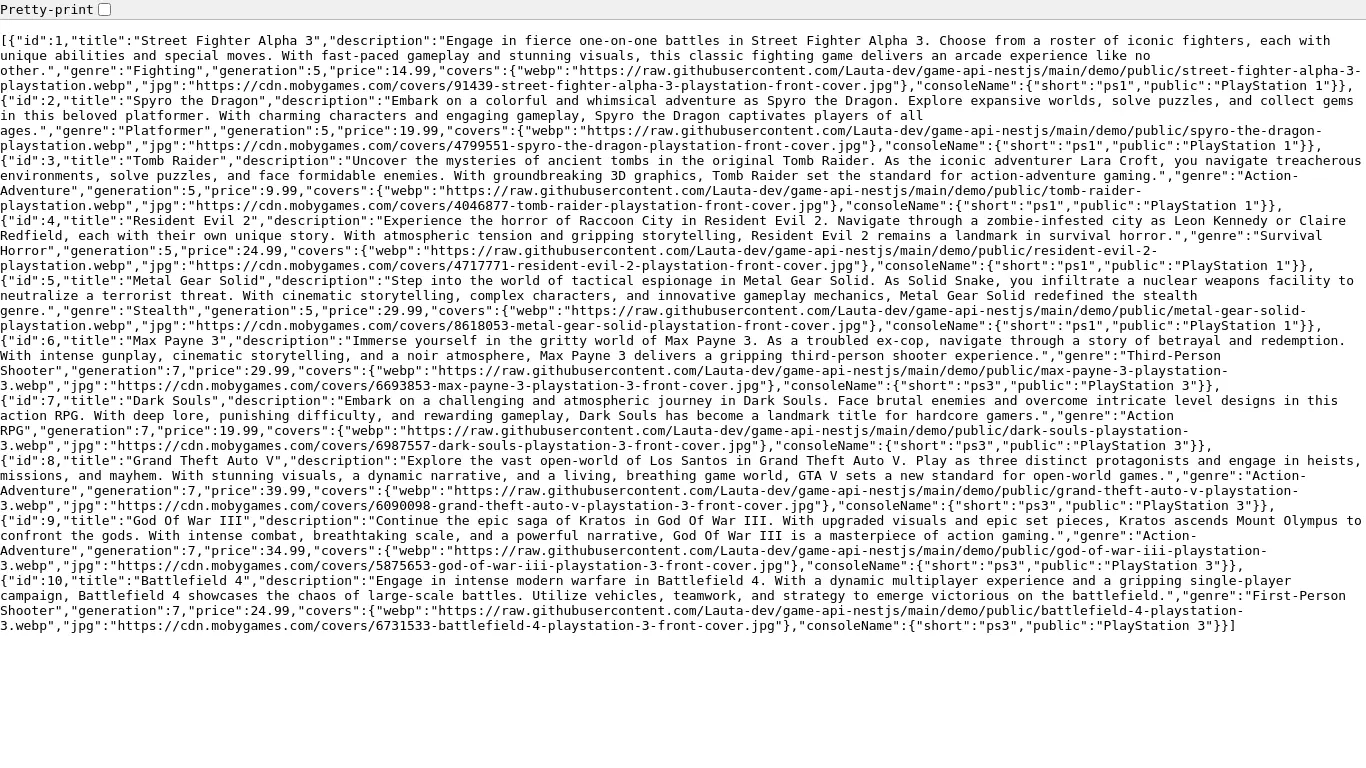 Pretty-print
[{"id":1,"title":"Street Fighter Alpha 3","description":"Engage in fierce one-on-one battles in Street Fighter Alpha 3. Choose from a roster of iconic fighters, each with
unique abilities and special moves. With fast-paced gameplay and stunning visuals, this classic fighting game delivers an arcade experience like no
other.","genre":"Fighting","generation":5,"price":14.99,"covers":{"webp":"https://raw.githubusercontent.com/Lauta-dev/game-api-nestjs/main/demo/public/street-fighter-alpha-3-
playstation.webp","jpg":"https://cdn.mobygames.com/covers/91439-street-fighter-alpha-3-playstation-front-cover.jpg"},"consoleName":{"short":"ps1","public":"PlayStation 1"}},
{"id":2,"title":"Spyro the Dragon","description":"Embark on a colorful and whimsical adventure as Spyro the Dragon. Explore expansive worlds, solve puzzles, and collect gems
in this beloved platformer. With charming characters and engaging gameplay, Spyro the Dragon captivates players of all
ages.","genre":"Platformer","generation":5,"price":19.99,"covers":{"webp":"https://raw.githubusercontent.com/Lauta-dev/game-api-nestjs/main/demo/public/spyro-the-dragon-
playstation.webp","jpg":"https://cdn.mobygames.com/covers/4799551-spyro-the-dragon-playstation-front-cover.jpg"},"consoleName":{"short":"ps1","public":"PlayStation 1"}},
{"id":3,"title":"Tomb Raider","description":"Uncover the mysteries of ancient tombs in the original Tomb Raider. As the iconic adventurer Lara Croft, you navigate treacherous
environments, solve puzzles, and face formidable enemies. With groundbreaking 3D graphics, Tomb Raider set the standard for action-adventure gaming.","genre":"Action-
Adventure","generation":5,"price":9.99,"covers":{"webp":"https://raw.githubusercontent.com/Lauta-dev/game-api-nestjs/main/demo/public/tomb-raider-
playstation.webp","jpg":"https://cdn.mobygames.com/covers/4046877-tomb-raider-playstation-front-cover.jpg"},"consoleName":{"short":"ps1","public":"PlayStation 1"}},
{"id":4,"title":"Resident Evil 2","description":"Experience the horror of Raccoon City in Resident Evil 2. Navigate through a zombie-infested city as Leon Kennedy or Claire
Redfield, each with their own unique story. With atmospheric tension and gripping storytelling, Resident Evil 2 remains a landmark in survival horror.","genre":"Survival
Horror","generation":5,"price":24.99,"covers":{"webp":"https://raw.githubusercontent.com/Lauta-dev/game-api-nestjs/main/demo/public/resident-evil-2-
playstation.webp","jpg":"https://cdn.mobygames.com/covers/4717771-resident-evil-2-playstation-front-cover.jpg"},"consoleName":{"short":"ps1","public":"PlayStation 1"}},
{"id":5,"title":"Metal Gear Solid","description":"Step into the world of tactical espionage in Metal Gear Solid. As Solid Snake, you infiltrate a nuclear weapons facility to
neutralize a terrorist threat. With cinematic storytelling, complex characters, and innovative gameplay mechanics, Metal Gear Solid redefined the stealth
genre.","genre":"Stealth","generation":5,"price":29.99,"covers":{"webp":"https://raw.githubusercontent.com/Lauta-dev/game-api-nestjs/main/demo/public/metal-gear-solid-
playstation.webp","jpg":"https://cdn.mobygames.com/covers/8618053-metal-gear-solid-playstation-front-cover.jpg"},"consoleName":{"short":"ps1","public":"PlayStation 1"}},
{"id":6,"title":"Max Payne 3","description":"Immerse yourself in the gritty world of Max Payne 3. As a troubled ex-cop, navigate through a story of betrayal and redemption.
With intense gunplay, cinematic storytelling, and a noir atmosphere, Max Payne 3 delivers a gripping third-person shooter experience.","genre":"Third-Person
Shooter","generation":7,"price":29.99,"covers":{"webp":"https://raw.githubusercontent.com/Lauta-dev/game-api-nestjs/main/demo/public/max-payne-3-playstation-
3.webp","jpg":"https://cdn.mobygames.com/covers/6693853-max-payne-3-playstation-3-front-cover.jpg"},"consoleName":{"short":"ps3","public":"PlayStation 3"}},
{"id":7,"title":"Dark Souls","description":"Embark on a challenging and atmospheric journey in Dark Souls. Face brutal enemies and overcome intricate level designs in this
action RPG. With deep lore, punishing difficulty, and rewarding gameplay, Dark Souls has become a landmark title for hardcore gamers.","genre":"Action
RPG","generation":7,"price":19.99,"covers":{"webp":"https://raw.githubusercontent.com/Lauta-dev/game-api-nestjs/main/demo/public/dark-souls-playstation-
3.webp","jpg":"https://cdn.mobygames.com/covers/6987557-dark-souls-playstation-3-front-cover.jpg"},"consoleName":{"short":"ps3","public":"PlayStation 3"}},
{"id":8,"title":"Grand Theft Auto V","description":"Explore the vast open-world of Los Santos in Grand Theft Auto V. Play as three distinct protagonists and engage in heists,
missions, and mayhem. With stunning visuals, a dynamic narrative, and a living, breathing game world, GTA V sets a new standard for open-world games.","genre":"Action-
Adventure","generation":7,"price":39.99,"covers":{"webp":"https://raw.githubusercontent.com/Lauta-dev/game-api-nestjs/main/demo/public/grand-theft-auto-v-playstation-
3.webp","jpg":"https://cdn.mobygames.com/covers/6090098-grand-theft-auto-v-playstation-3-front-cover.jpg"},"consoleName":{"short":"ps3","public":"PlayStation 3"}},
{"id":9,"title":"God Of War III","description":"Continue the epic saga of Kratos in God Of War III. With upgraded visuals and epic set pieces, Kratos ascends Mount Olympus to
confront the gods. With intense combat, breathtaking scale, and a powerful narrative, God Of War III is a masterpiece of action gaming.","genre":"Action-
Adventure","generation":7,"price":34.99,"covers":{"webp":"https://raw.githubusercontent.com/Lauta-dev/game-api-nestjs/main/demo/public/god-of-war-iii-playstation-
3.webp","jpg":"https://cdn.mobygames.com/covers/5875653-god-of-war-iii-playstation-3-front-cover.jpg"},"consoleName":{"short":"ps3","public":"PlayStation 3"}},
{"id":10,"title":"Battlefield 4","description":"Engage in intense modern warfare in Battlefield 4. With a dynamic multiplayer experience and a gripping single-player
campaign, Battlefield 4 showcases the chaos of large-scale battles. Utilize vehicles, teamwork, and strategy to emerge victorious on the battlefield.","genre":"First-Person
Shooter","generation":7,"price":24.99,"covers":{"webp":"https://raw.githubusercontent.com/Lauta-dev/game-api-nestjs/main/demo/public/battlefield-4-playstation-
3.webp","jpg":"https://cdn.mobygames.com/covers/6731533-battlefield-4-playstation-3-front-cover.jpg"},"consoleName":{"short":"ps3","public":"PlayStation 3"}}]